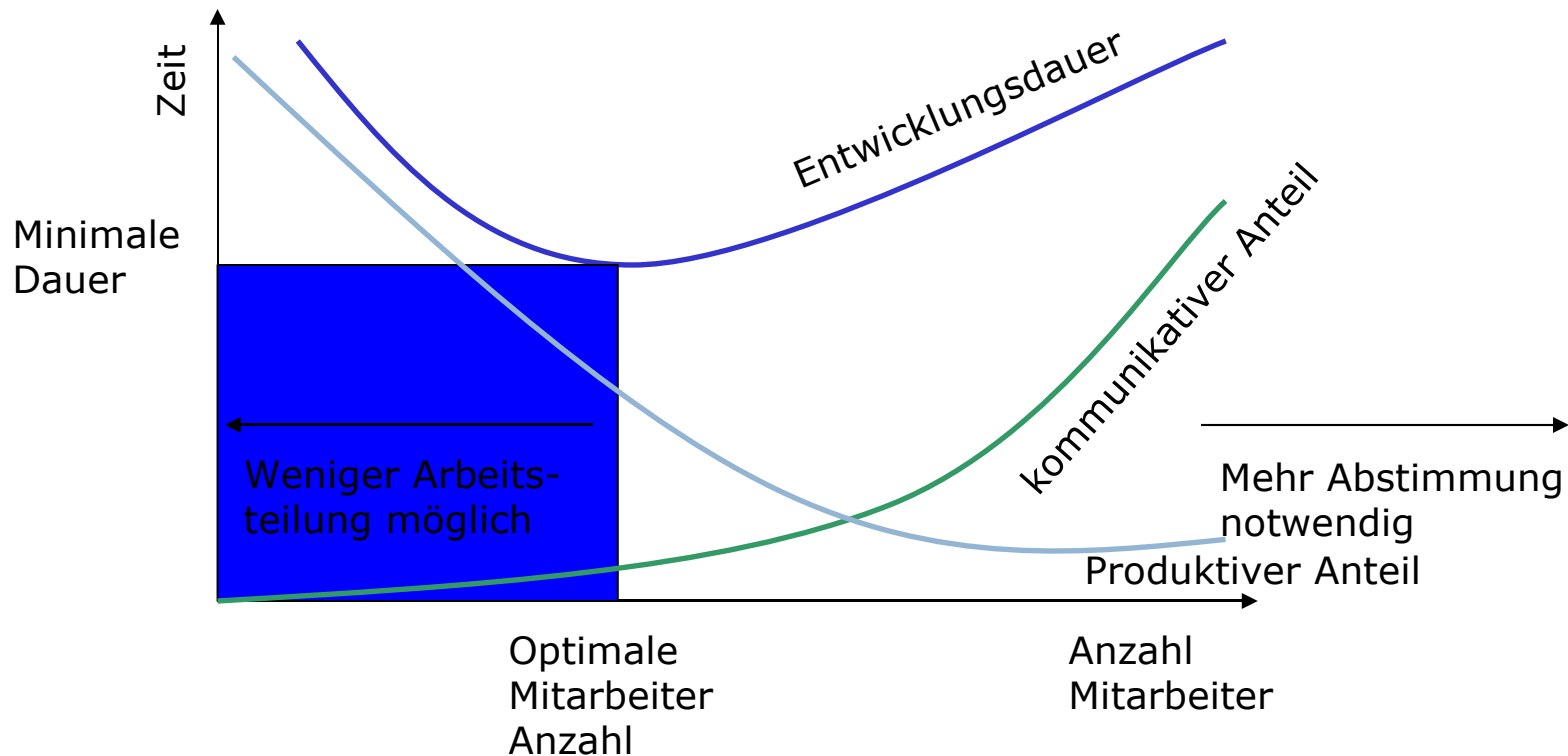 Zeit
Entwicklungsdauer
Minimale
Dauer
kommunikativer Anteil
Weniger Arbeits-
teilung möglich
Mehr Abstimmung
notwendig
Produktiver Anteil
Optimale
Mitarbeiter
Anzahl
Anzahl
Mitarbeiter